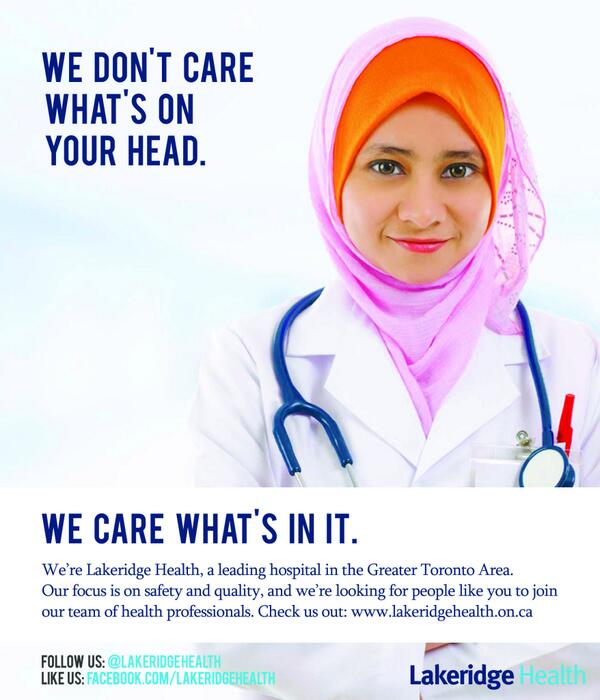 WE DON'T CARE
WHAT'S ON
YOUR HEAD.
WE CARE WHAT'S IN IT.
We're Lakeridge Health, a leading hospital in the Greater Toronto Area.
Our focus is on safety and quality, and we're looking for people like you to join
our team of health professionals. Check us out: www.lakeridgehealth.on.ca
FOLLOW US: @LAKERIDGEHEALTH
LIKE US: FACEBOOK.COM/LAKERIDGEHEALTH
Lakeridge Health